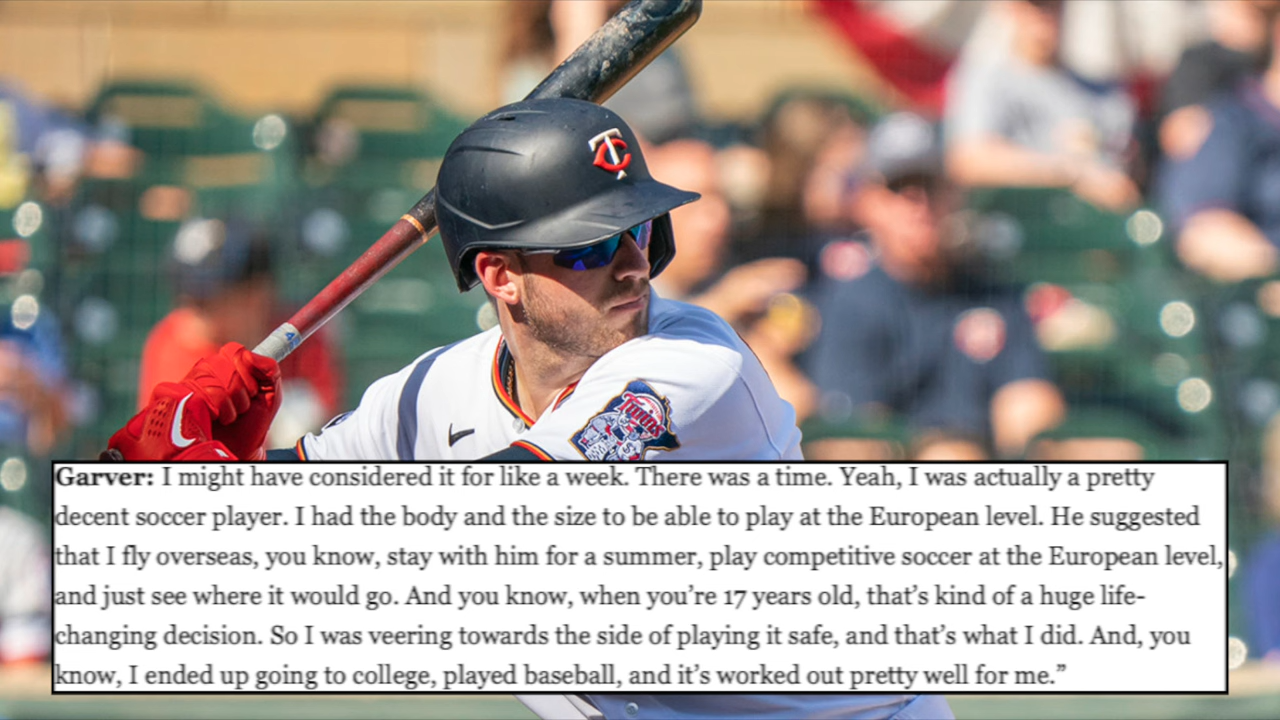 TC
Twins
Garver: I might have considered it for like a week. There was a time. Yeah, I was actually a pretty
decent soccer player. I had the body and the size to be able to play at the European level. He suggested
that I fly overseas, you know, stay with him for a summer, play competitive soccer at the European level,
and just see where it would go. And you know, when you’re 17 years old, that’s kind of a huge life-
changing decision. So I was veering towards the side of playing it safe, and that’s what I did. And, you
know, I ended up going to college, played baseball, and it’s worked out pretty well for me.”